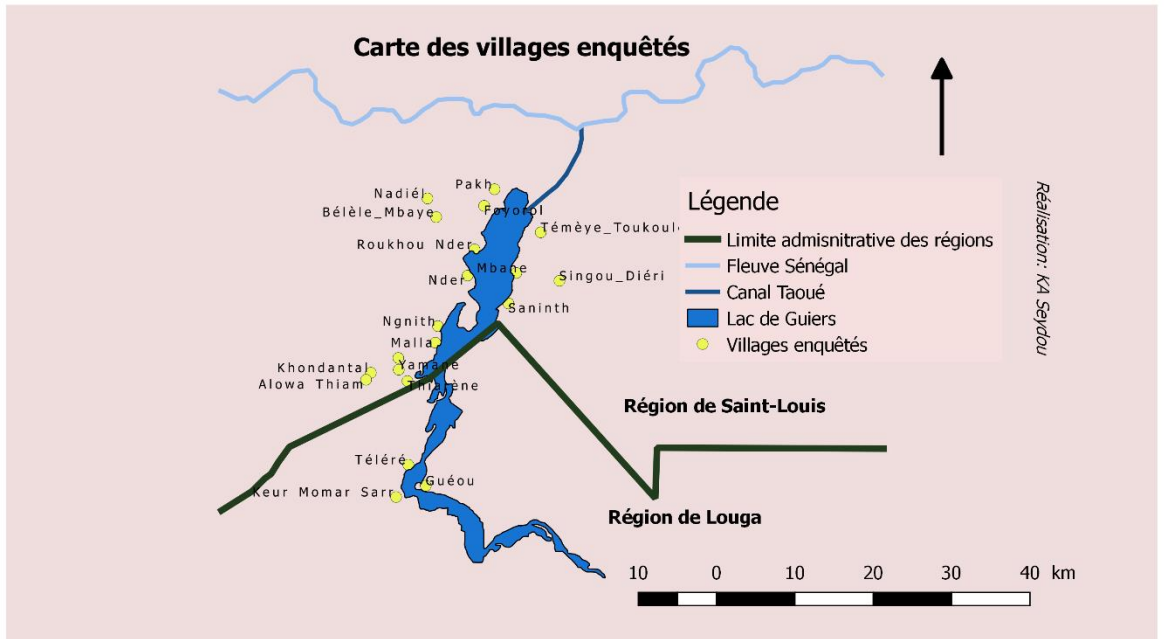 Carte des villages enquêtés
Pakh
Nadiél
Foyorol
Bélèle_Mbaye
Témèye_Toukoule
Roukhou Nder
Mbane
Nder
Singou_Diéri
Saninth
Ngnith
Malla
Yamane
Khondantal
Alowa Thiam
Thiarène
Téléré
Guéou
Keur Momar Sarr
Légende
Limite admisnitrative des régions
Fleuve Sénégal
Canal Taoué
Lac de Guiers
Villages enquêtés
Réalisation: KA Seydou
Région de Saint-Louis
Région de Louga
10 0 10 20 30 40 km